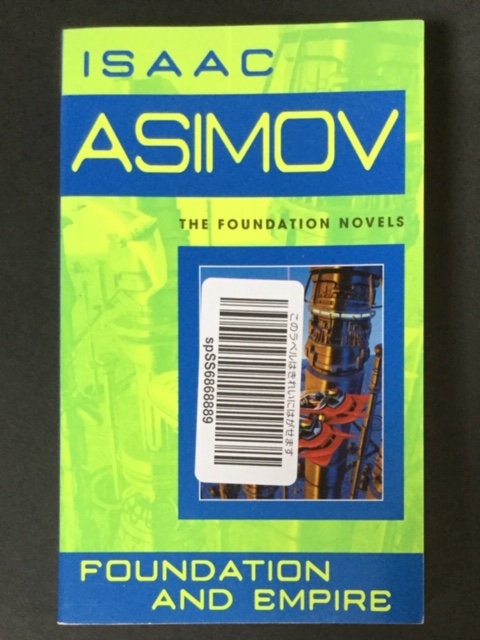 ISAAC
ASIMOV
THE FOUNDATION NOVELS
このラベルはきれいにはがせます
spSS6868889
FOUNDATION
AND EMPIRE